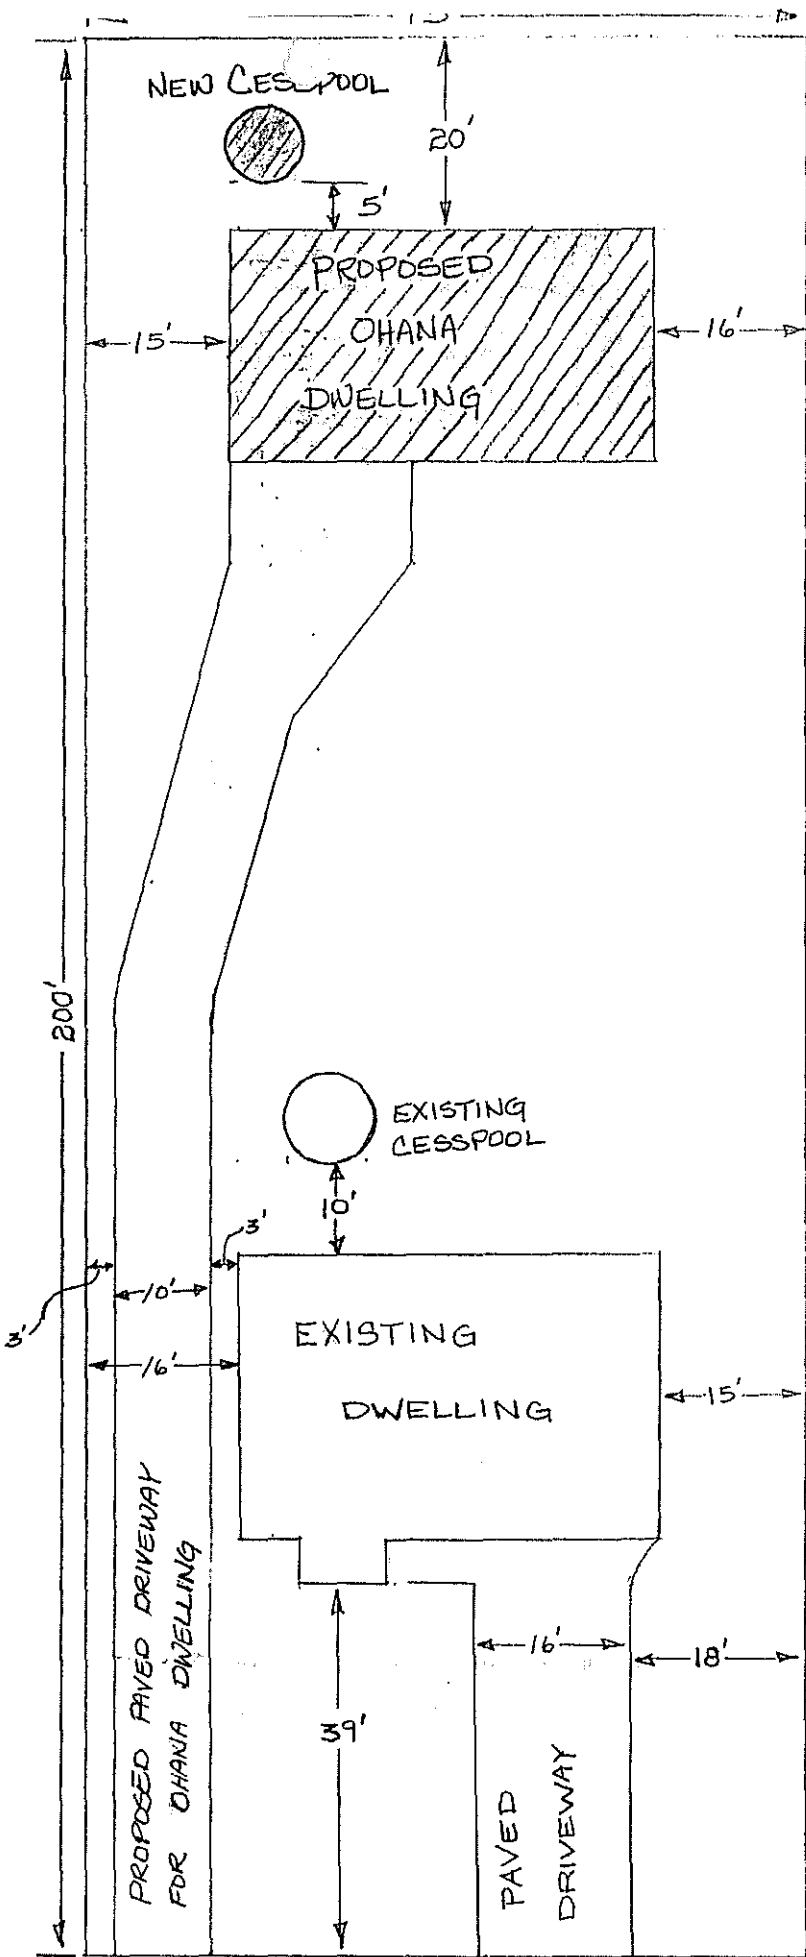 NEW CESSPOOL
20'
5'
PROPOSED
OHANA
DWELLING
15'
16'
200'
EXISTING
CESSPOOL
10'
3'
3'
10'
16'
EXISTING
DWELLING
15'
PROPOSED PAVED DRIVEWAY
FOR OHANA DWELLING
39'
16'
18'
PAVED
DRIVEWAY